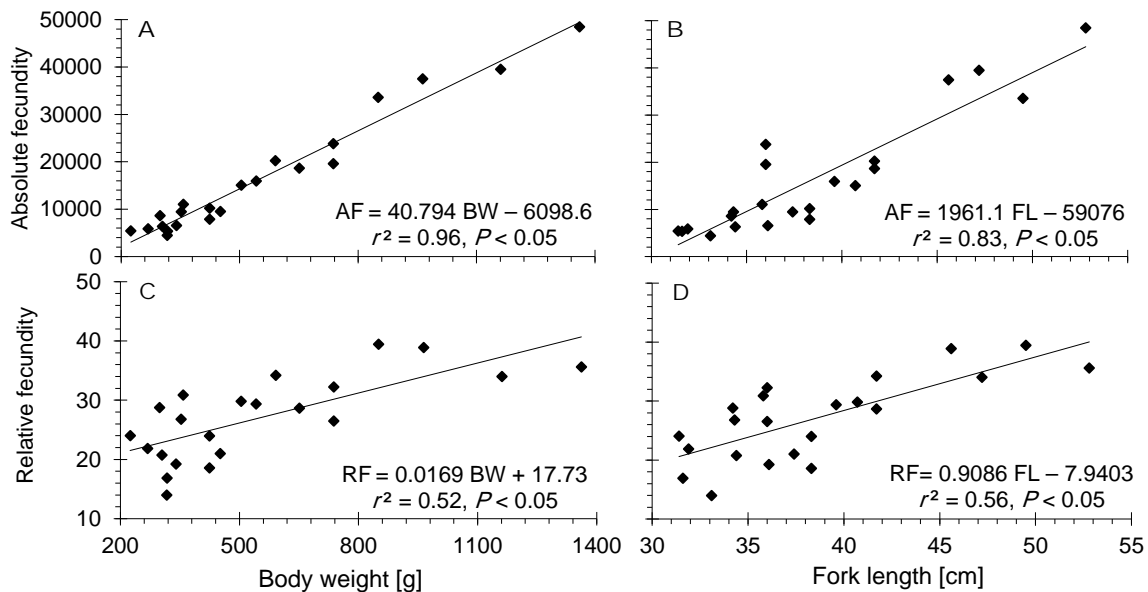 A
B
Absolute fecundity
50000
40000
30000
20000
10000
0
AF = 40.794 BW – 6098.6
r² = 0.96, P < 0.05
AF = 1961.1 FL – 59076
r² = 0.83, P < 0.05
C
D
Relative fecundity
50
40
30
20
10
RF = 0.0169 BW + 17.73
r² = 0.52, P < 0.05
RF= 0.9086 FL – 7.9403
r² = 0.56, P < 0.05
200 500 800 1100 1400
30 35 40 45 50 55
Body weight [g]
Fork length [cm]